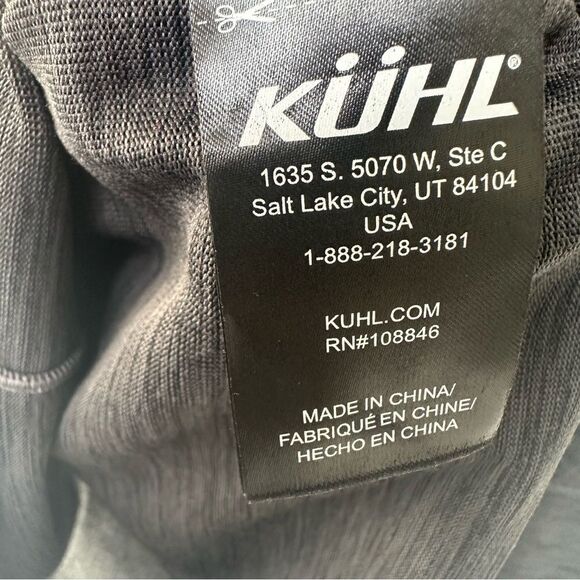 KÜHL®
1635 S. 5070 W, Ste C
Salt Lake City, UT 84104
USA
1-888-218-3181
KUHL.COM
RN#108846
MADE IN CHINA/
FABRIQUÉ EN CHINE/
HECHO EN CHINA